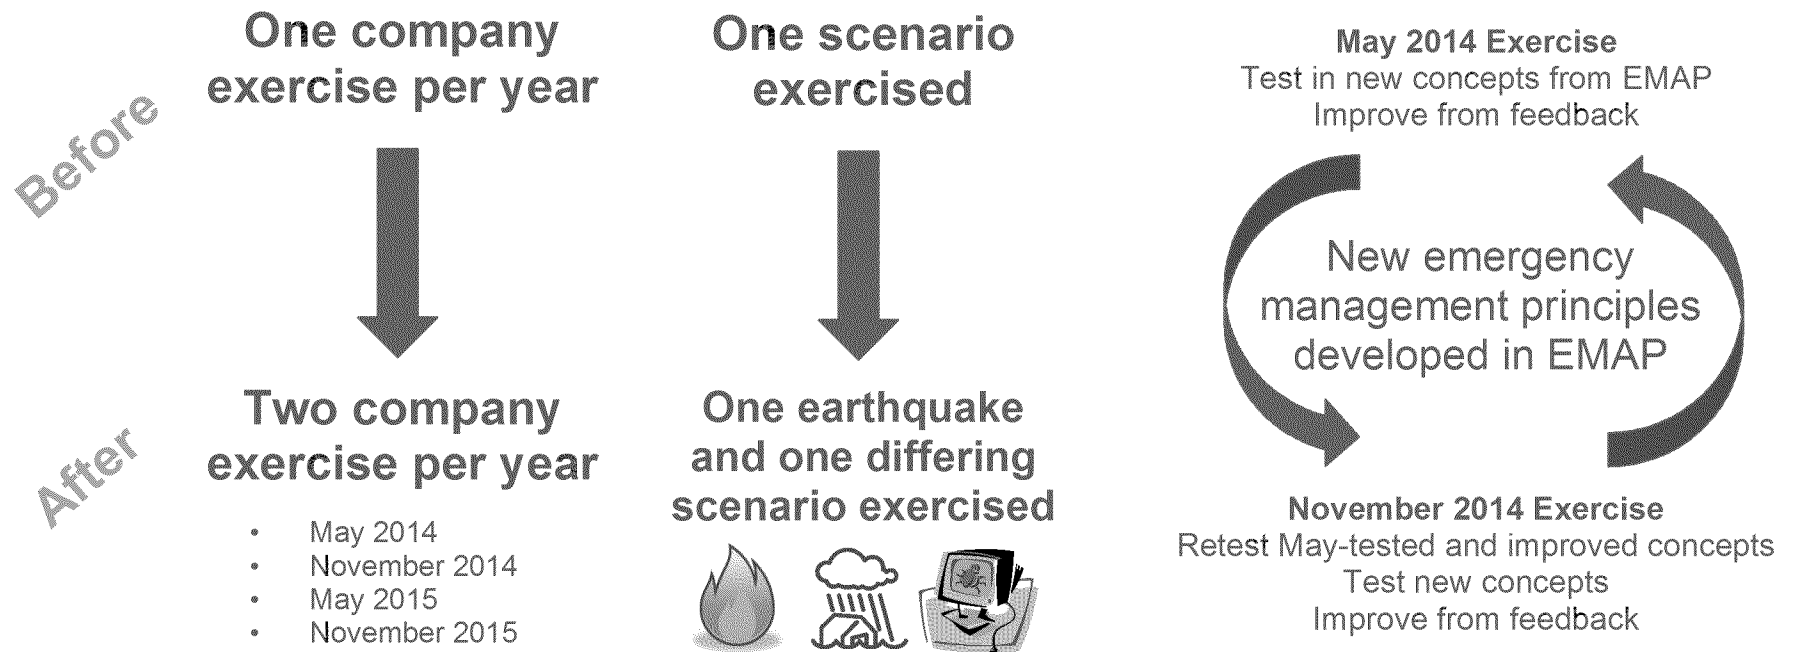 Before
One company
exercise per year
One scenario
exercised
After
Two company
exercise per year
• May 2014
• November 2014
• May 2015
• November 2015
One earthquake
and one differing
scenario exercised
May 2014 Exercise
Test in new concepts from EMAP
Improve from feedback
New emergency
management principles
developed in EMAP
November 2014 Exercise
Retest May-tested and improved concepts
Test new concepts
Improve from feedback